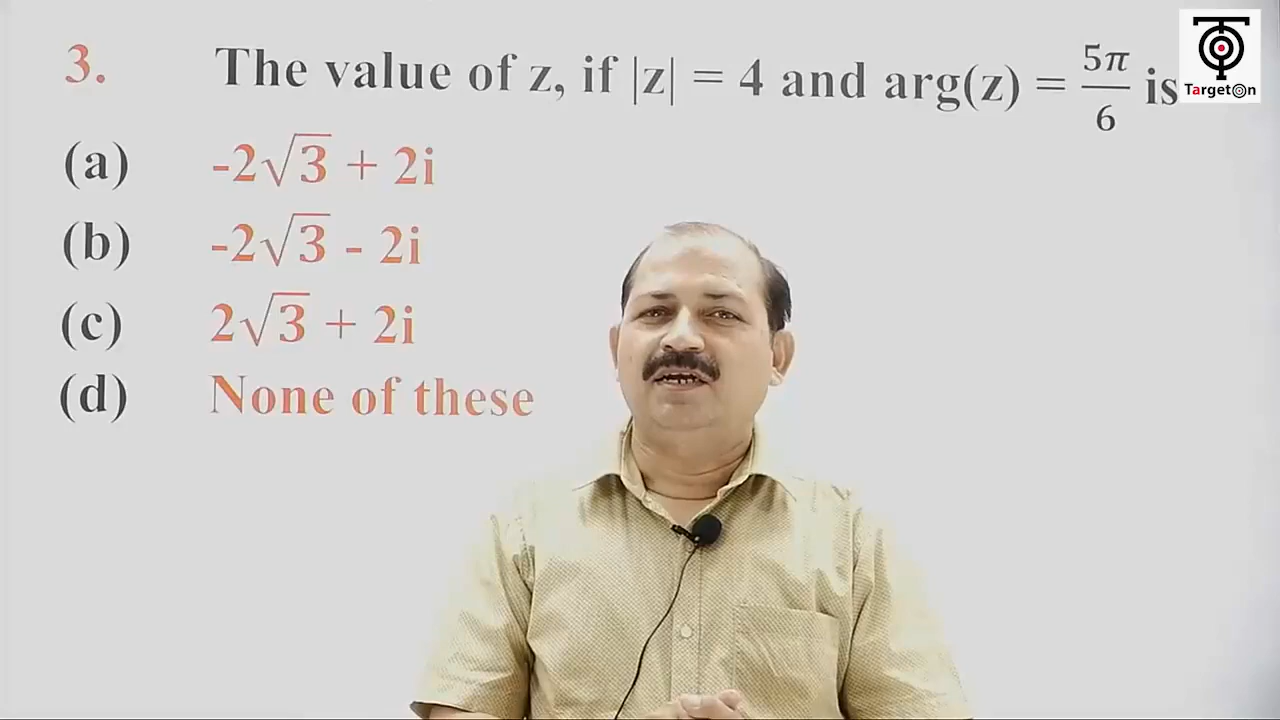 3. The value of z, if |z| = 4 and arg(z) = 5π/6 is
TargetOn
(a) -2√3 + 2i
(b) -2√3 - 2i
(c) 2√3 + 2i
(d) None of these